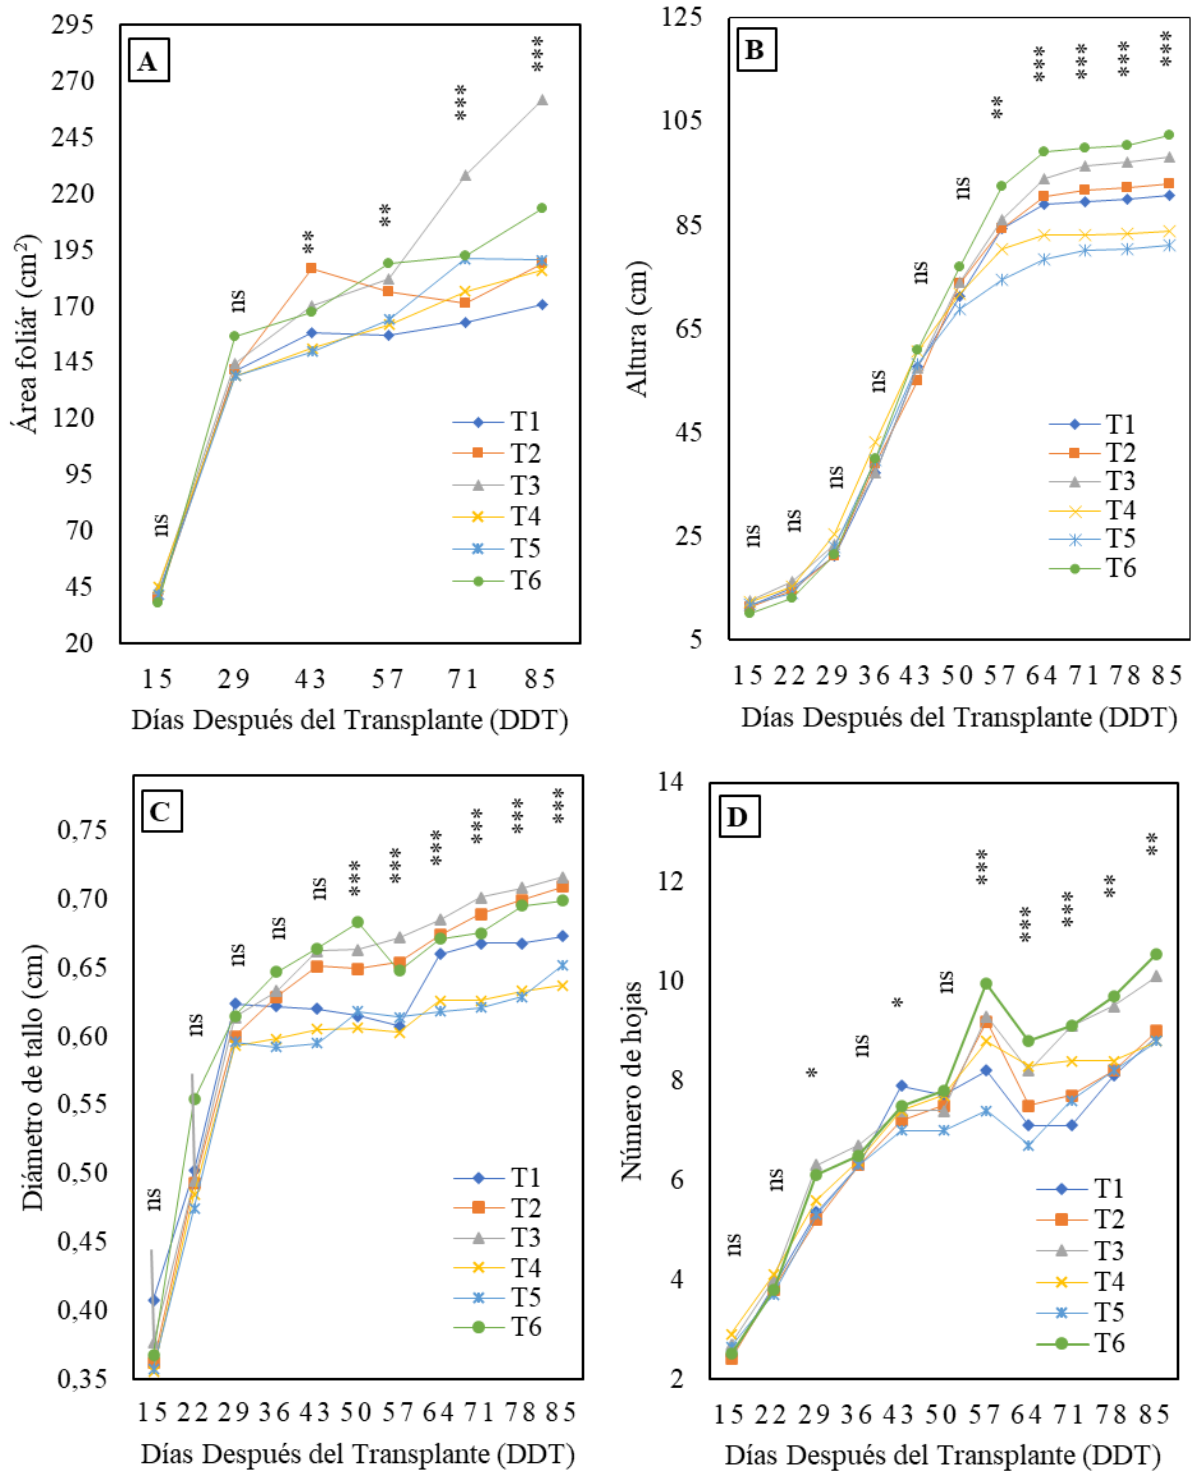 A
Área foliár (cm²)
295
270
245
220
195
170
145
120
95
70
45
20
ns
ns
**
**
***
***
T1
T2
T3
T4
T5
T6
15 29 43 57 71 85
Días Después del Transplante (DDT)
B
Altura (cm)
125
105
85
65
45
25
5
ns
ns
ns
ns
ns
ns
**
***
***
***
***
T1
T2
T3
T4
T5
T6
15 22 29 36 43 50 57 64 71 78 85
Días Después del Transplante (DDT)
C
Diámetro de tallo (cm)
0,75
0,70
0,65
0,60
0,55
0,50
0,45
0,40
0,35
ns
ns
ns
ns
ns
***
***
***
***
***
***
T1
T2
T3
T4
T5
T6
15 22 29 36 43 50 57 64 71 78 85
Días Después del Transplante (DDT)
D
Número de hojas
14
12
10
8
6
4
2
ns
ns
*
ns
*
ns
***
***
***
**
**
T1
T2
T3
T4
T5
T6
15 22 29 36 43 50 57 64 71 78 85
Días Después del Transplante (DDT)